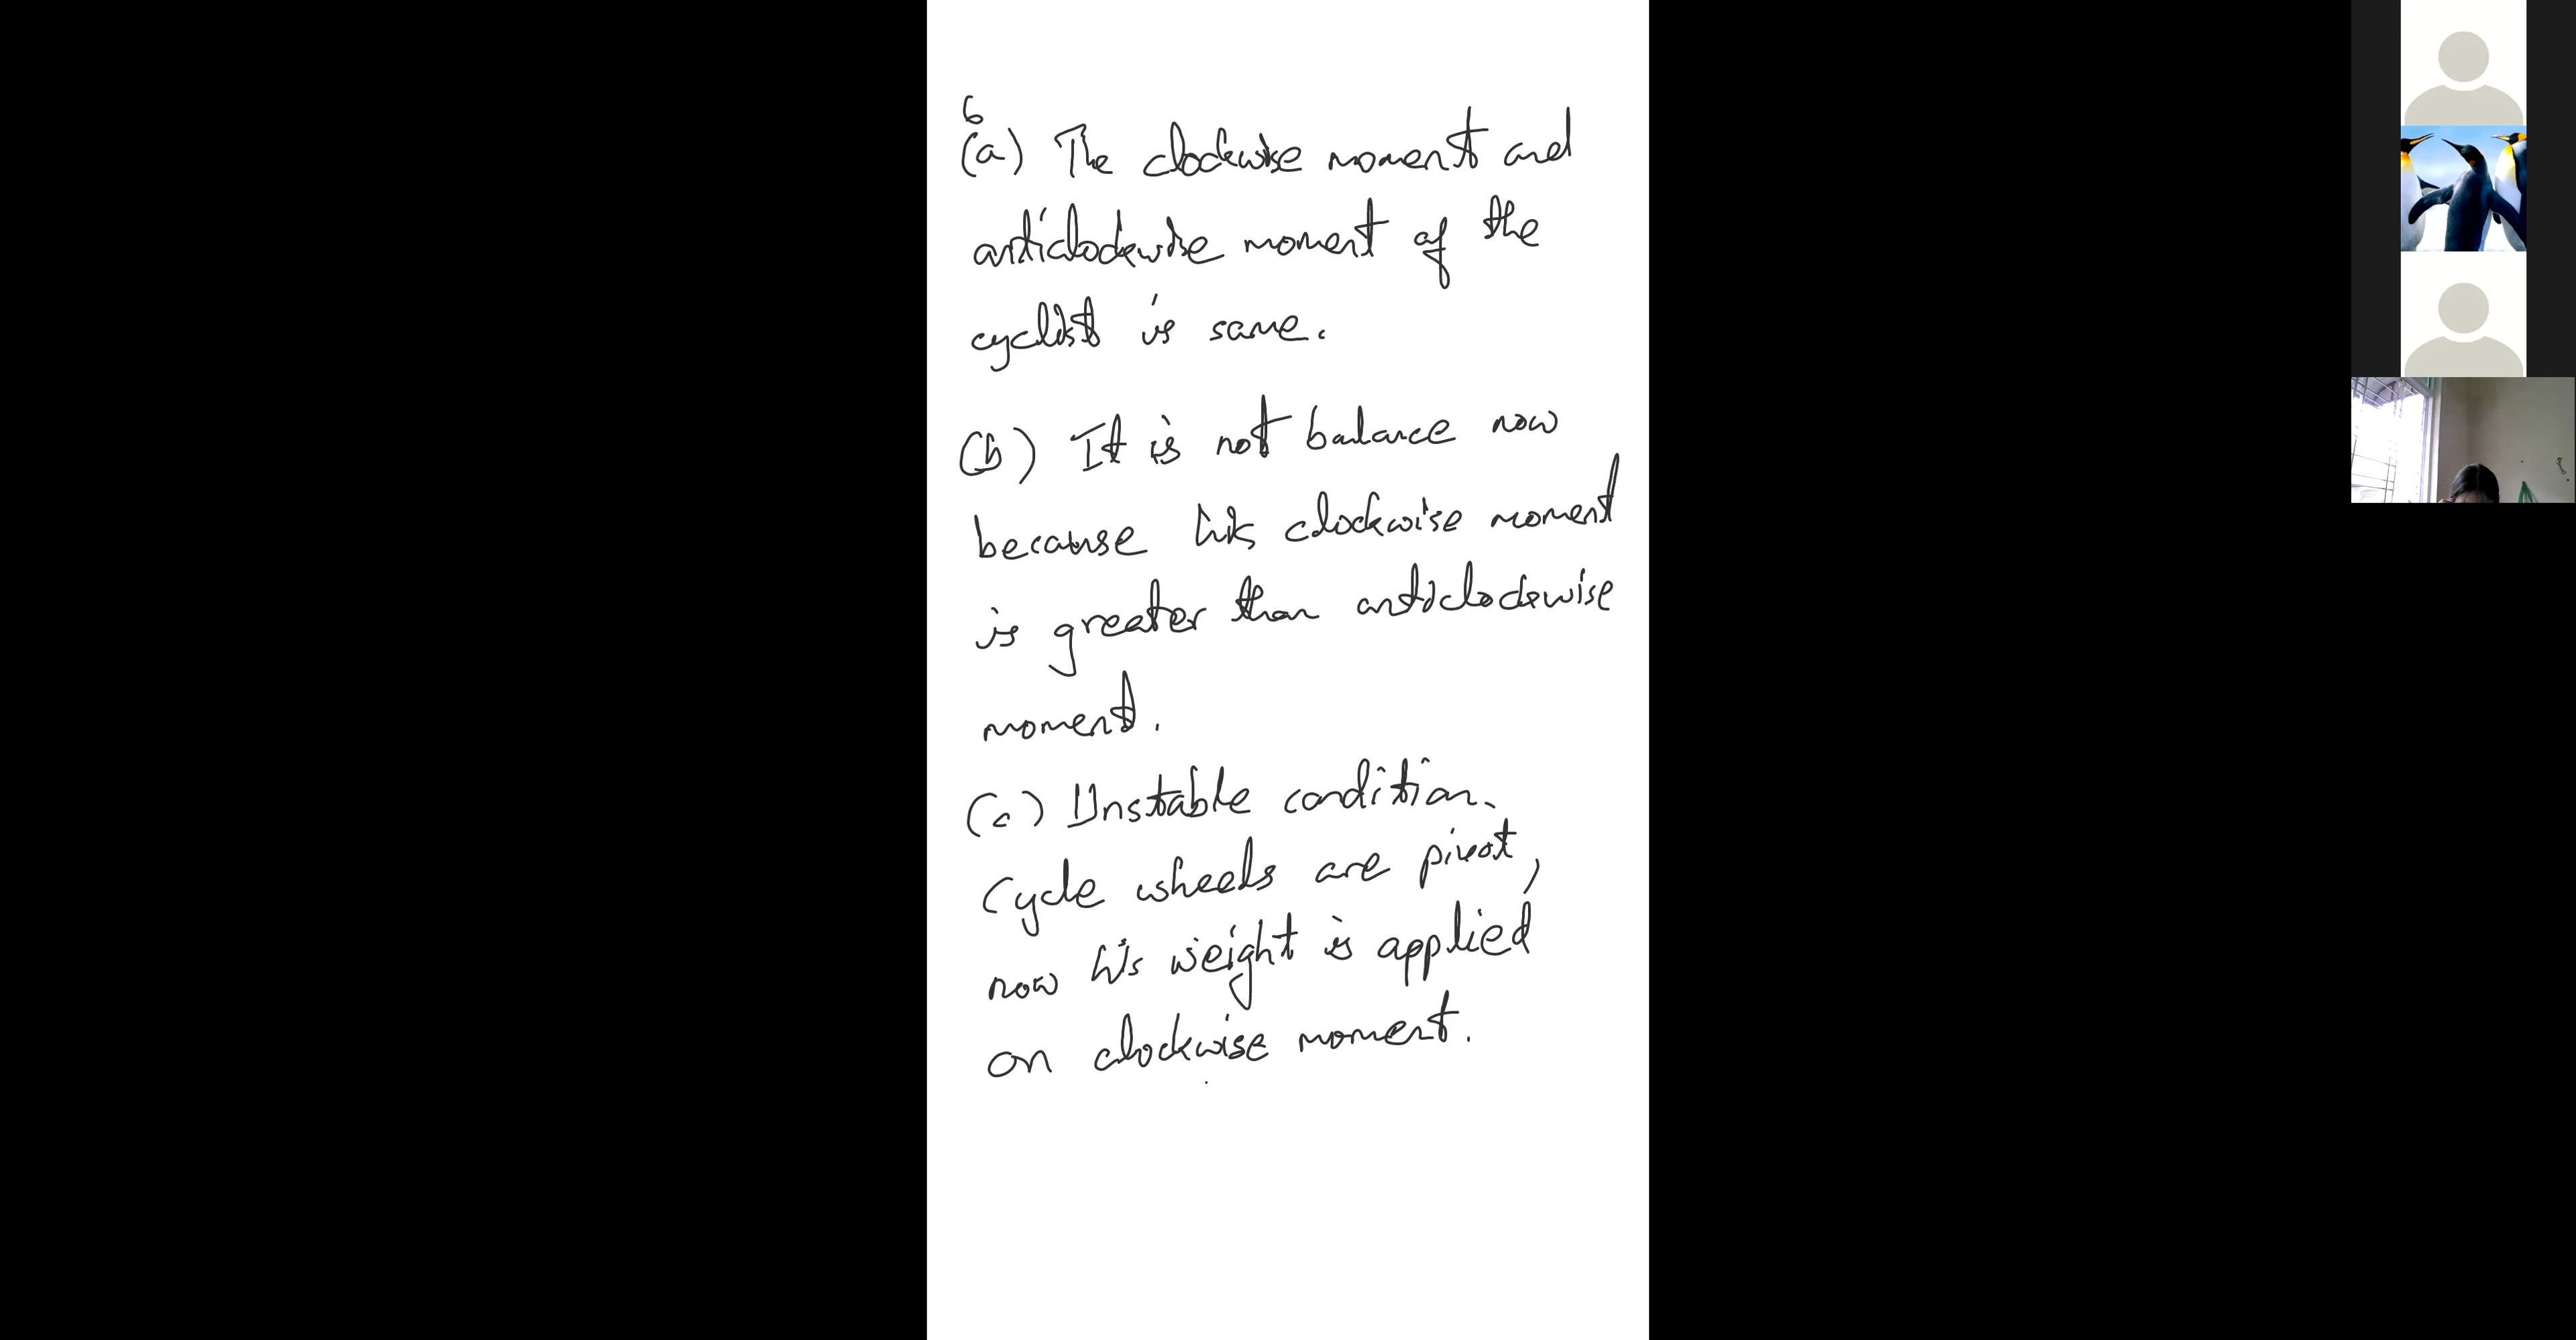 6
(a) The clockwise moment and
anticlockwise moment of the
cyclist is same.
(b) It is not balance now
because his clockwise moment
is greater than anticlockwise
moment.
(c) Unstable condition.
Cycle wheels are pivot,
now his weight is applied
on clockwise moment.